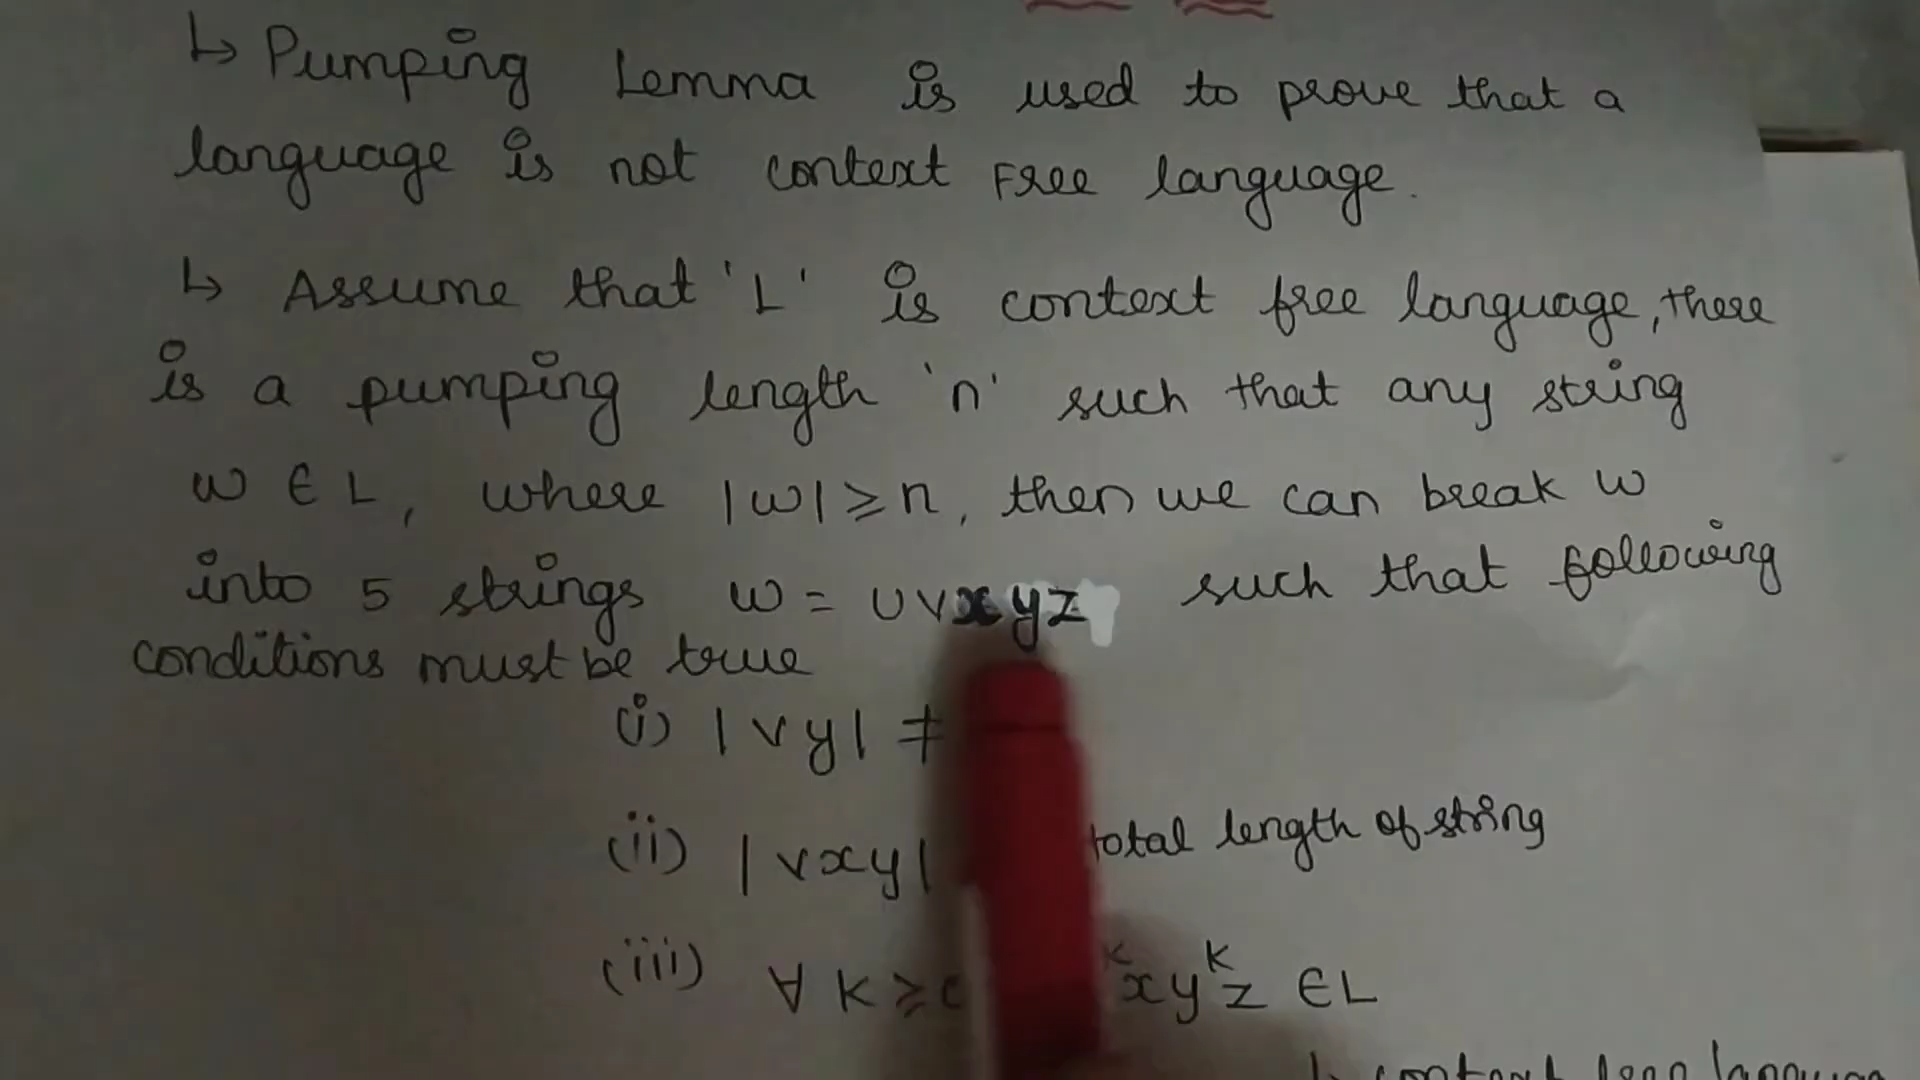 ↳ Pumping Lemma is used to prove that a
language is not context Free language.
↳ Assume that 'L' is context free language, there
is a pumping length 'n' such that any string
w ∈ L, where |w| ≥ n, then we can break w
into 5 strings w = uvxyz such that following
conditions must be true
(i) |vy| ≠
(ii) |vxy| total length of string
(iii) ∀ K ≥ ᴷxyᴷz ∈ L